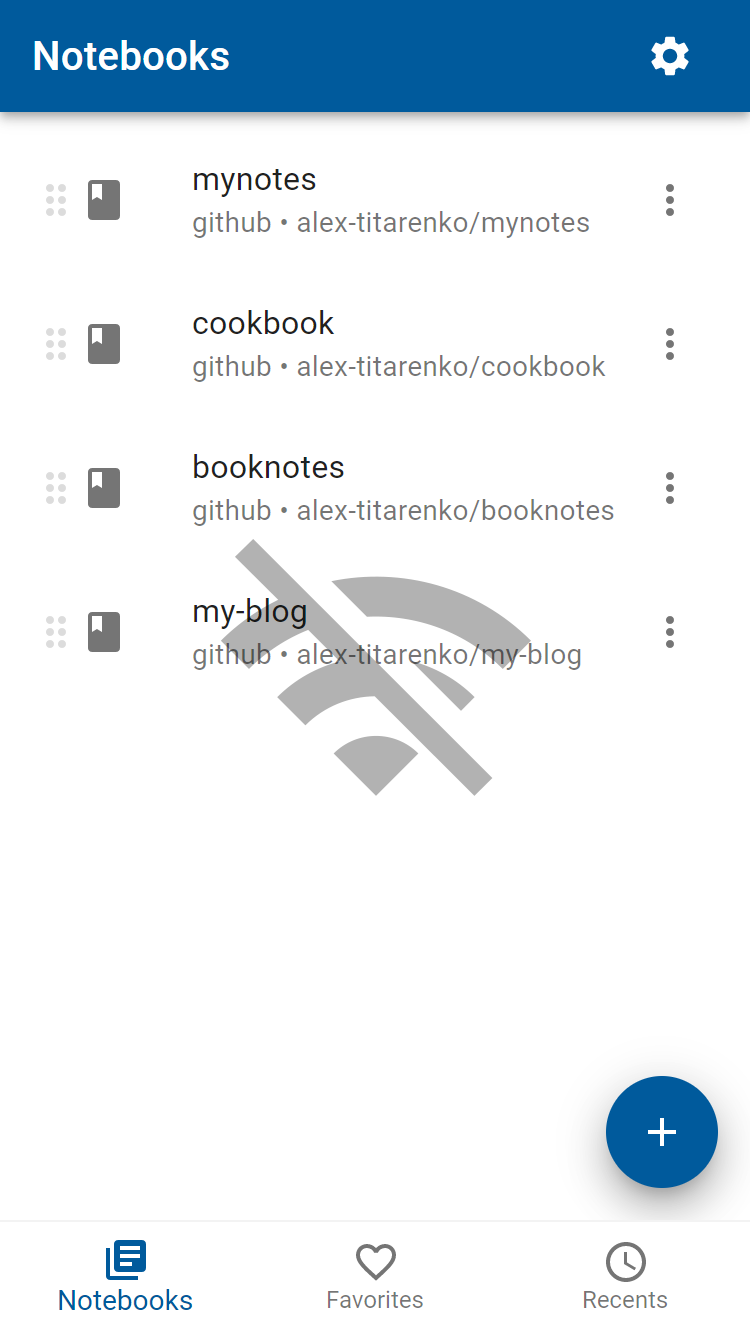 Notebooks
mynotes
github • alex-titarenko/mynotes
cookbook
github • alex-titarenko/cookbook
booknotes
github • alex-titarenko/booknotes
my-blog
github • alex-titarenko/my-blog
Notebooks
Favorites
Recents